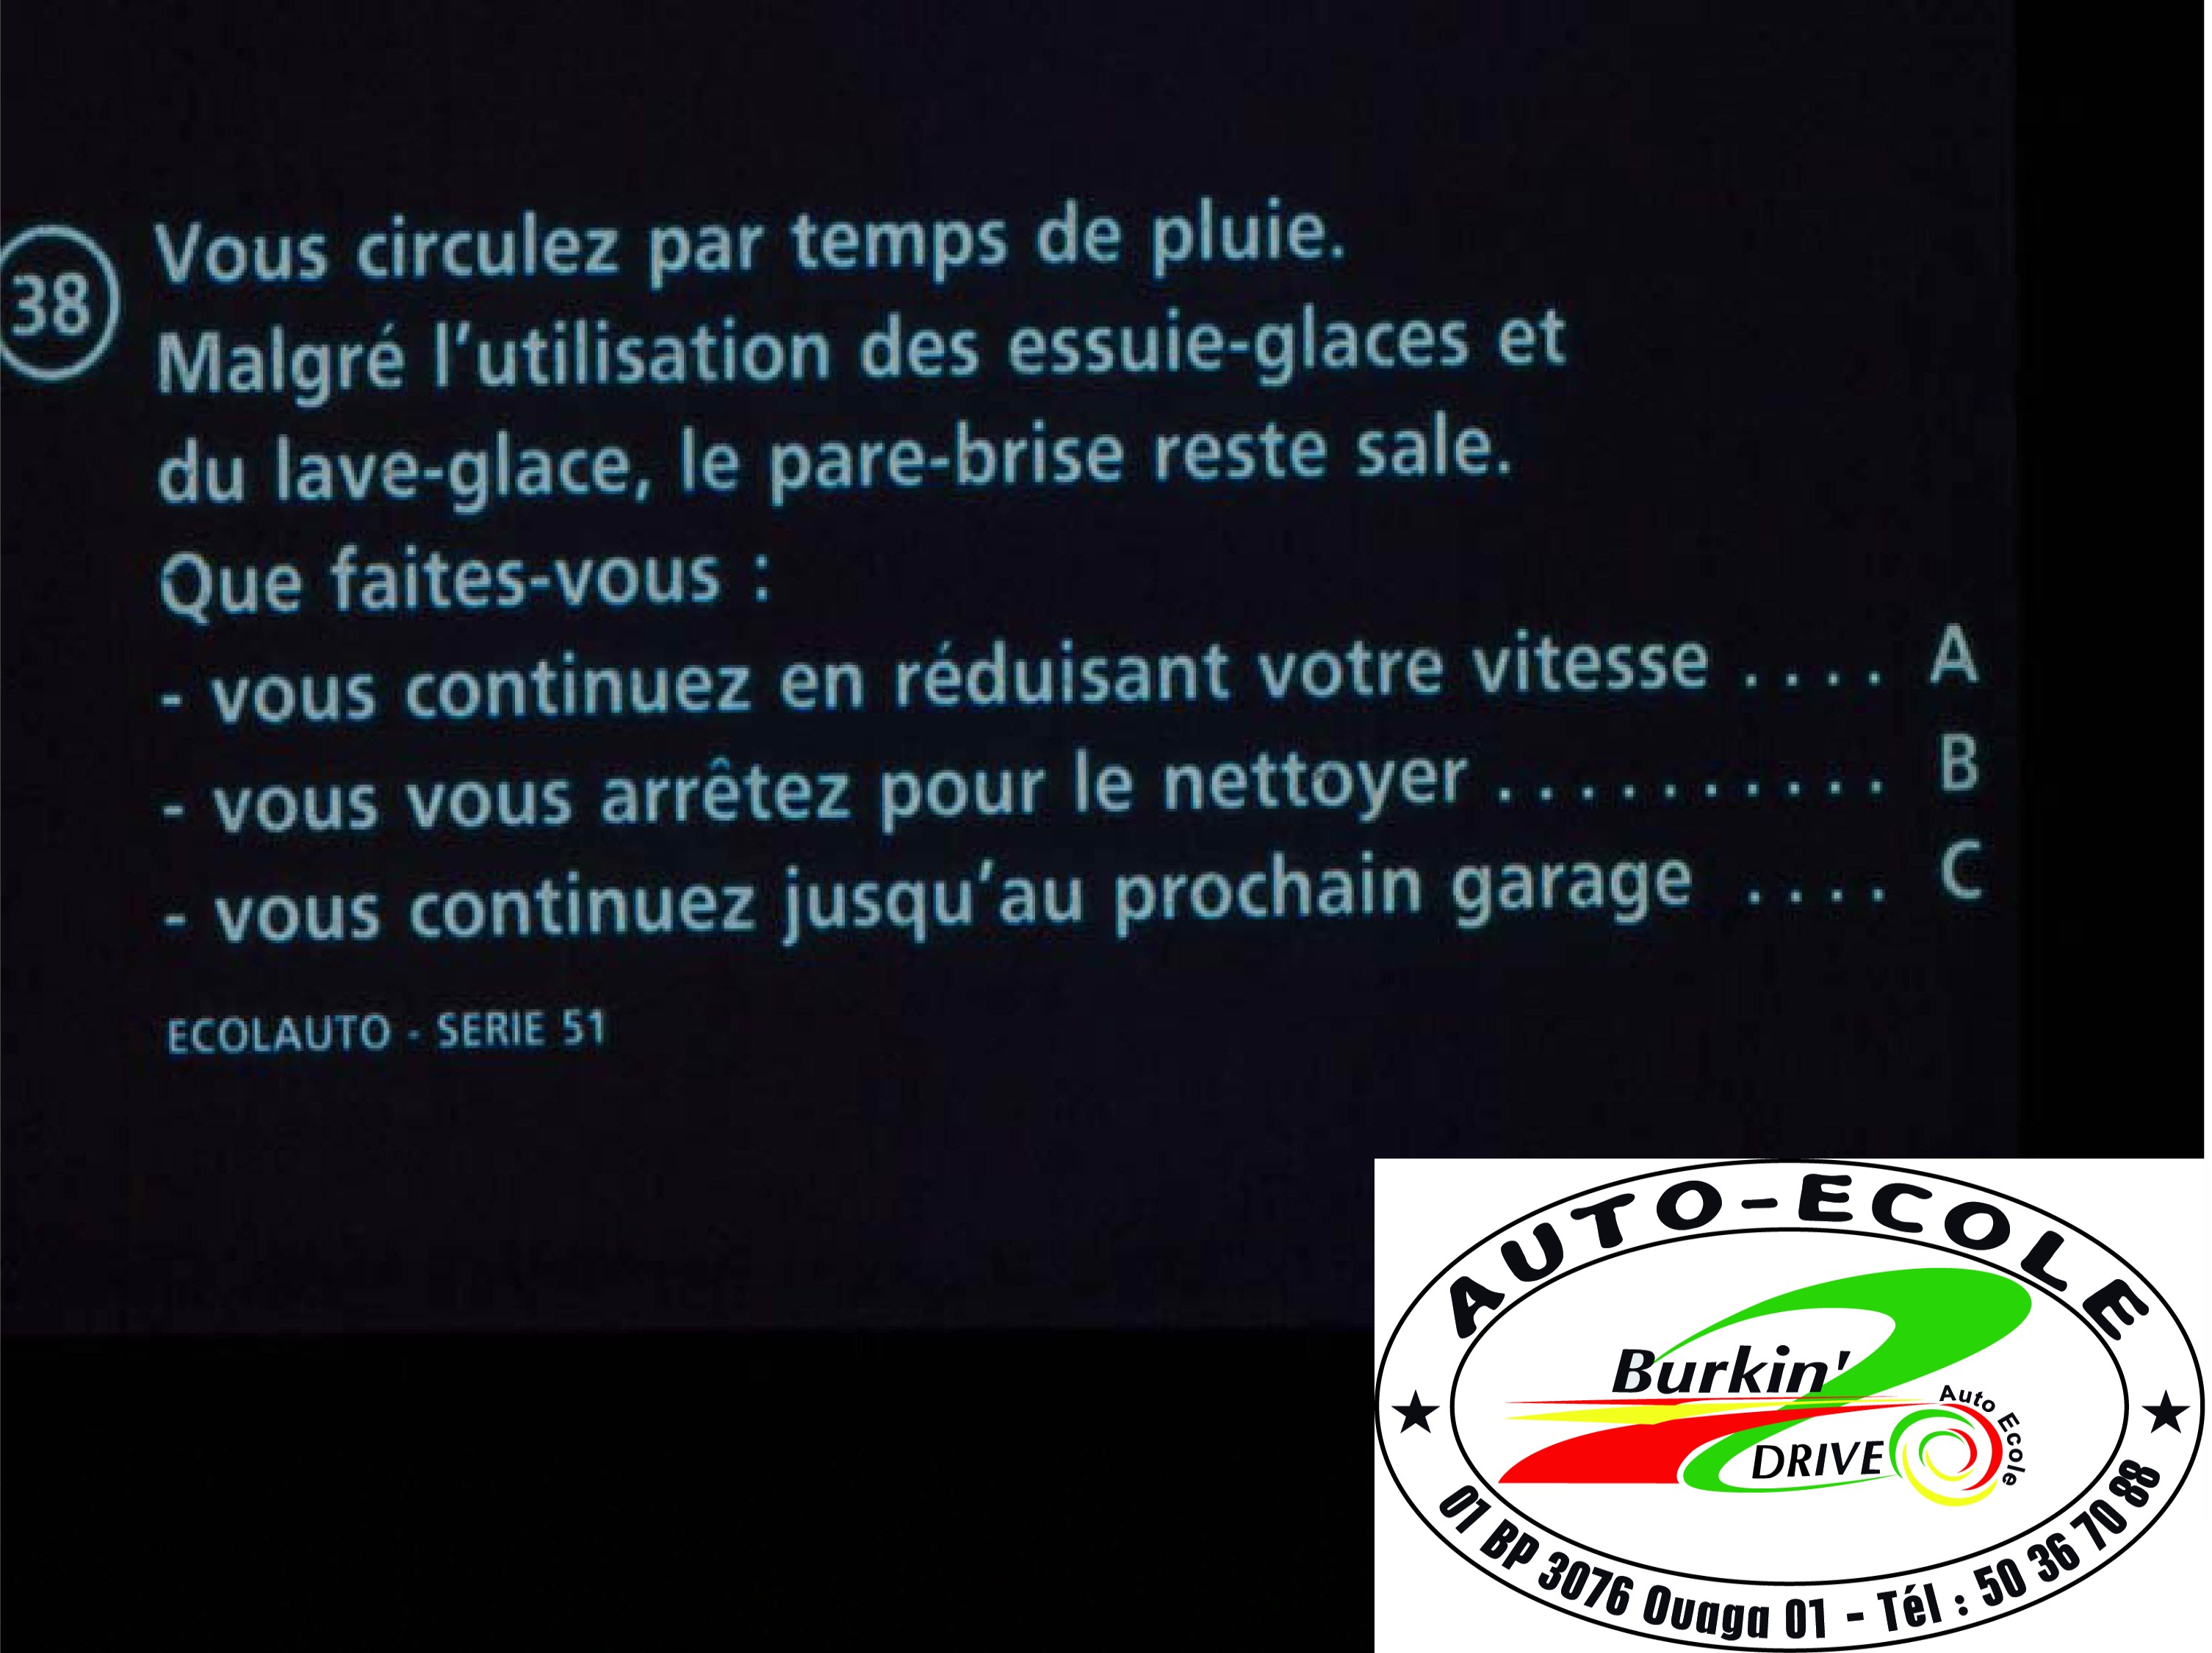 38
Vous circulez par temps de pluie.
Malgré l'utilisation des essuie-glaces et
du lave-glace, le pare-brise reste sale.
Que faites-vous :
- vous continuez en réduisant votre vitesse .... A
- vous vous arrêtez pour le nettoyer ........... B
- vous continuez jusqu'au prochain garage .... C
ECOLAUTO - SERIE 51
AUTO-ECOLE
Burkin'
DRIVE
Auto Ecole
01 BP 3076 Ouaga 01 - Tél : 50 36 70 88